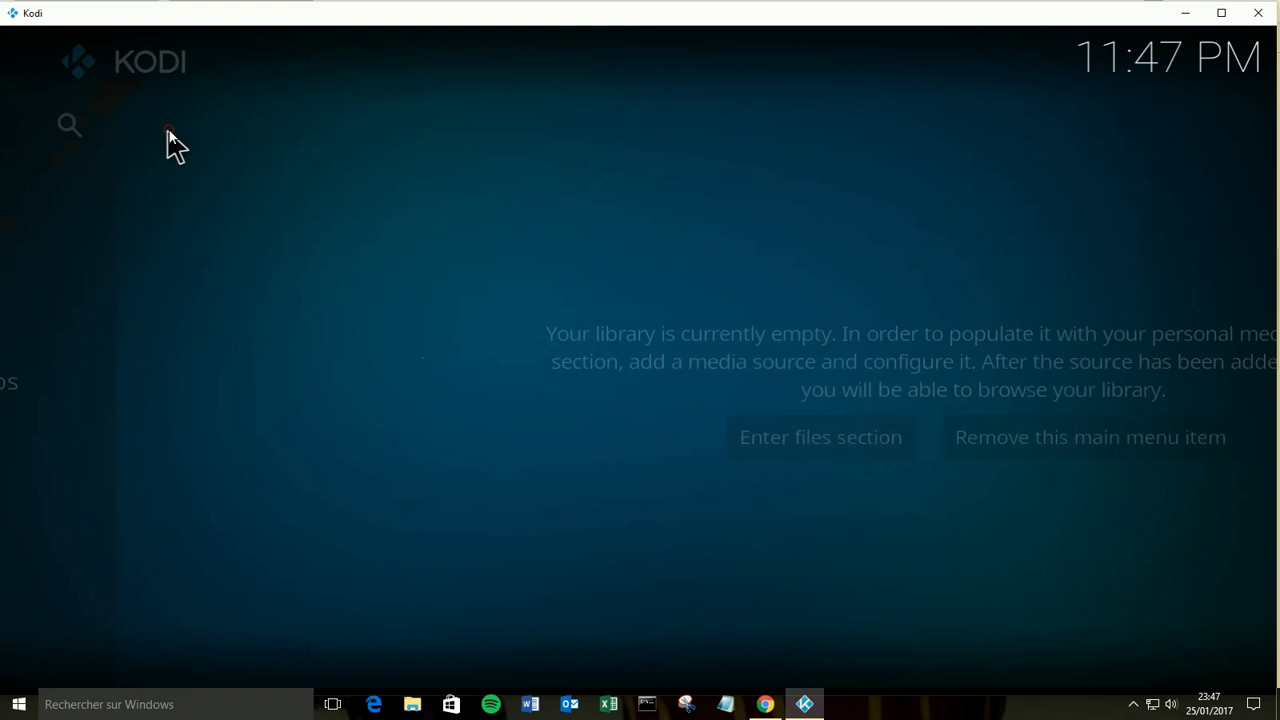 Kodi
KODI
11:47 PM
Your library is currently empty. In order to populate it with your personal med
section, add a media source and configure it. After the source has been adde
you will be able to browse your library.
os
Enter files section
Remove this main menu item
Rechercher sur Windows
23:47
25/01/2017